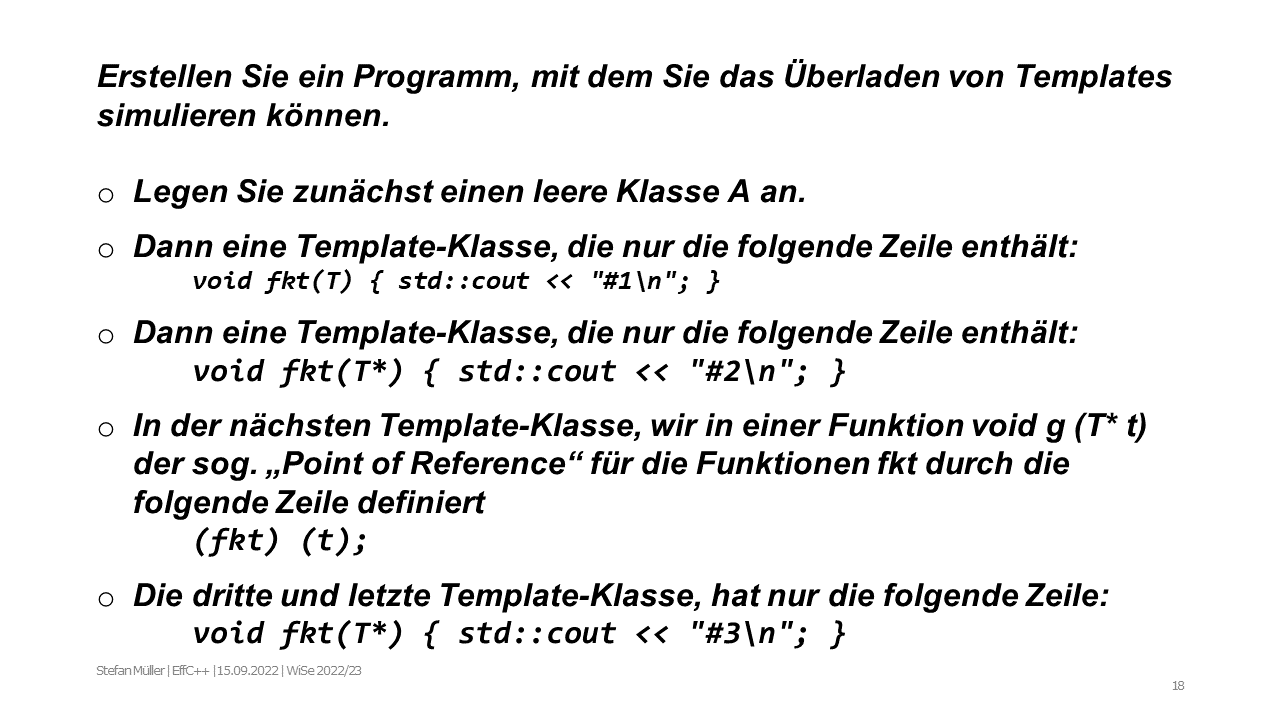 Erstellen Sie ein Programm, mit dem Sie das Überladen von Templates
simulieren können.
o Legen Sie zunächst einen leere Klasse A an.
o Dann eine Template-Klasse, die nur die folgende Zeile enthält:
void fkt(T) { std::cout << "#1\n"; }
o Dann eine Template-Klasse, die nur die folgende Zeile enthält:
void fkt(T*) { std::cout << "#2\n"; }
o In der nächsten Template-Klasse, wir in einer Funktion void g (T* t)
der sog. „Point of Reference“ für die Funktionen fkt durch die
folgende Zeile definiert
(fkt) (t);
o Die dritte und letzte Template-Klasse, hat nur die folgende Zeile:
void fkt(T*) { std::cout << "#3\n"; }
Stefan Müller | EffC++ | 15.09.2022 | WiSe 2022/23
18